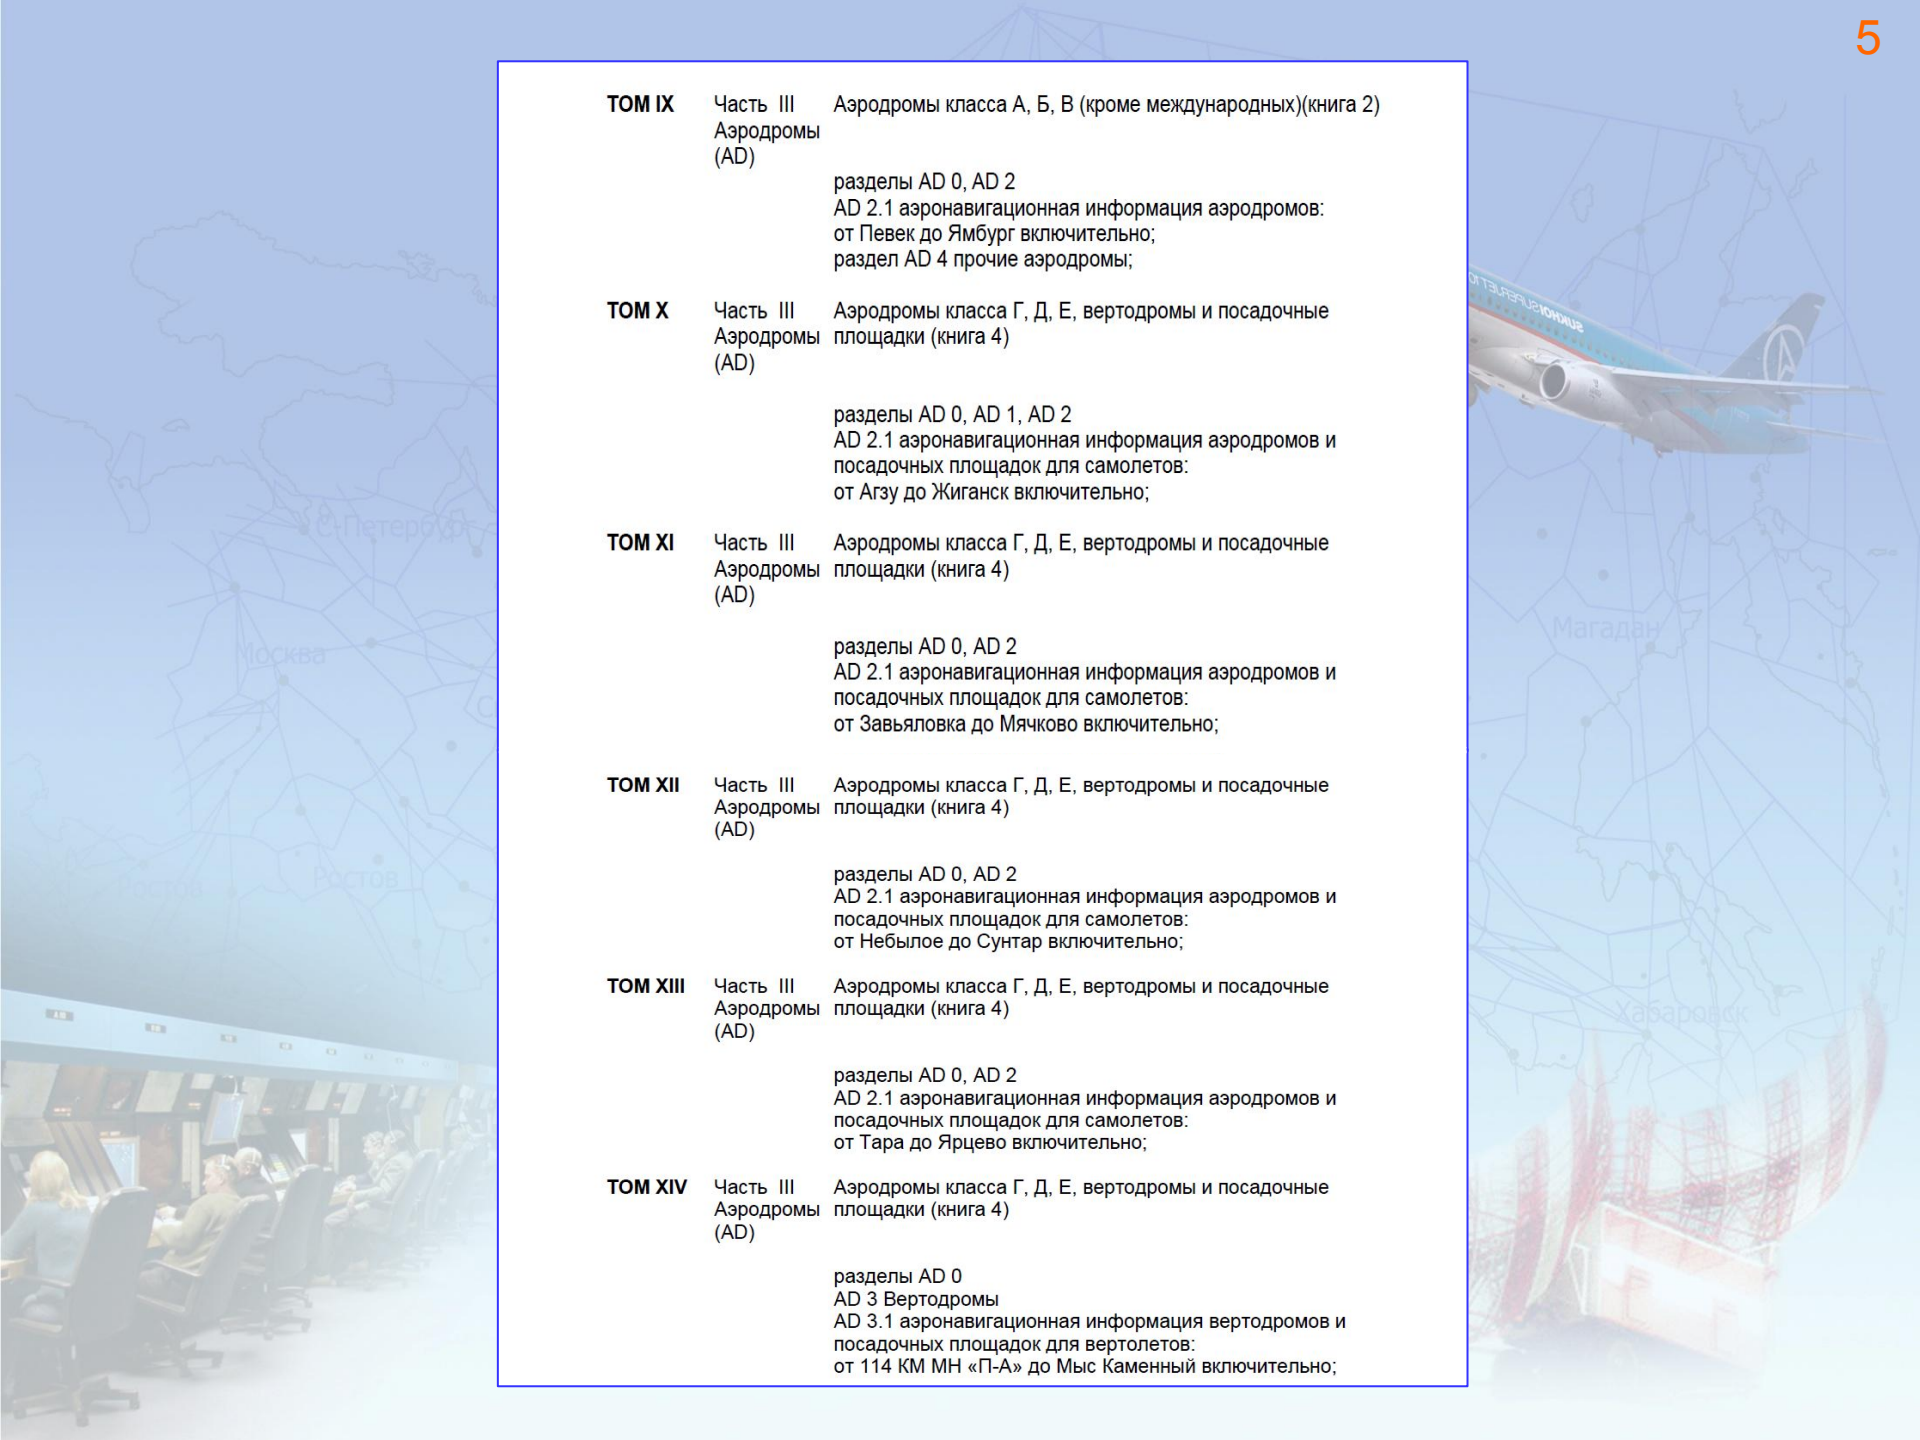 5
ТОМ IX Часть III Аэродромы класса А, Б, В (кроме международных)(книга 2)
Аэродромы
(AD)
разделы AD 0, AD 2
AD 2.1 аэронавигационная информация аэродромов:
от Певек до Ямбург включительно;
раздел AD 4 прочие аэродромы;
ТОМ X Часть III Аэродромы класса Г, Д, Е, вертодромы и посадочные
Аэродромы площадки (книга 4)
(AD)
разделы AD 0, AD 1, AD 2
AD 2.1 аэронавигационная информация аэродромов и
посадочных площадок для самолетов:
от Агзу до Жиганск включительно;
ТОМ XI Часть III Аэродромы класса Г, Д, Е, вертодромы и посадочные
Аэродромы площадки (книга 4)
(AD)
разделы AD 0, AD 2
AD 2.1 аэронавигационная информация аэродромов и
посадочных площадок для самолетов:
от Завьяловка до Мячково включительно;
ТОМ XII Часть III Аэродромы класса Г, Д, Е, вертодромы и посадочные
Аэродромы площадки (книга 4)
(AD)
разделы AD 0, AD 2
AD 2.1 аэронавигационная информация аэродромов и
посадочных площадок для самолетов:
от Небылое до Сунтар включительно;
ТОМ XIII Часть III Аэродромы класса Г, Д, Е, вертодромы и посадочные
Аэродромы площадки (книга 4)
(AD)
разделы AD 0, AD 2
AD 2.1 аэронавигационная информация аэродромов и
посадочных площадок для самолетов:
от Тара до Ярцево включительно;
ТОМ XIV Часть III Аэродромы класса Г, Д, Е, вертодромы и посадочные
Аэродромы площадки (книга 4)
(AD)
разделы AD 0
AD 3 Вертодромы
AD 3.1 аэронавигационная информация вертодромов и
посадочных площадок для вертолетов:
от 114 КМ МН «П-А» до Мыс Каменный включительно;
С-Петербург
Москва
Ростов
Ростов
Магадан
Хабаровск
SUKHOI SUPERJET